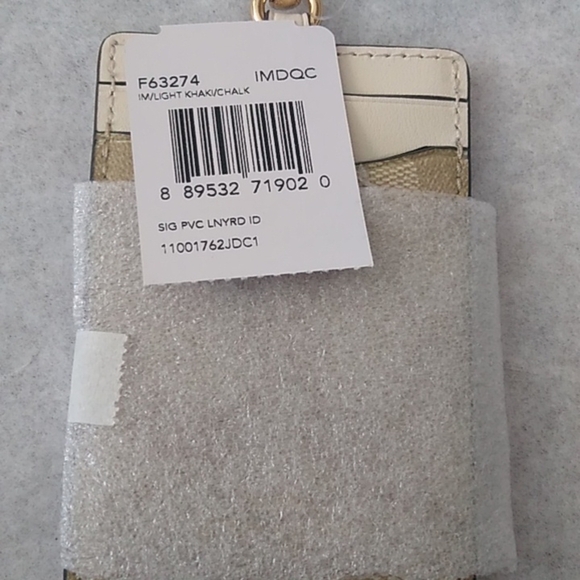 F63274 IMDQC
IM/LIGHT KHAKI/CHALK
8 89532 71902 0
SIG PVC LNYRD ID
11001762JDC1